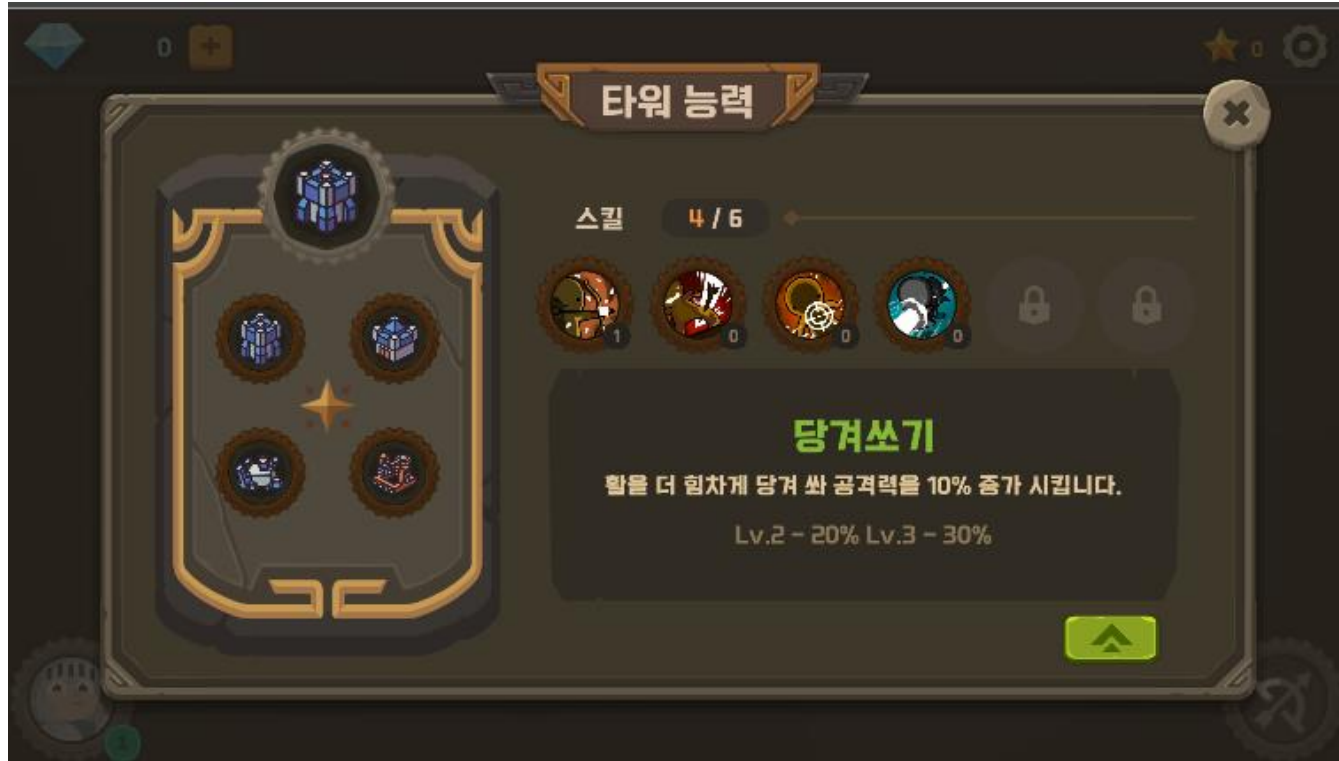 0 +
0
타워 능력
스킬 4 / 6
1 0 0 0
당겨쏘기
활을 더 힘차게 당겨 쏴 공격력을 10% 증가 시킵니다.
Lv.2 - 20% Lv.3 - 30%